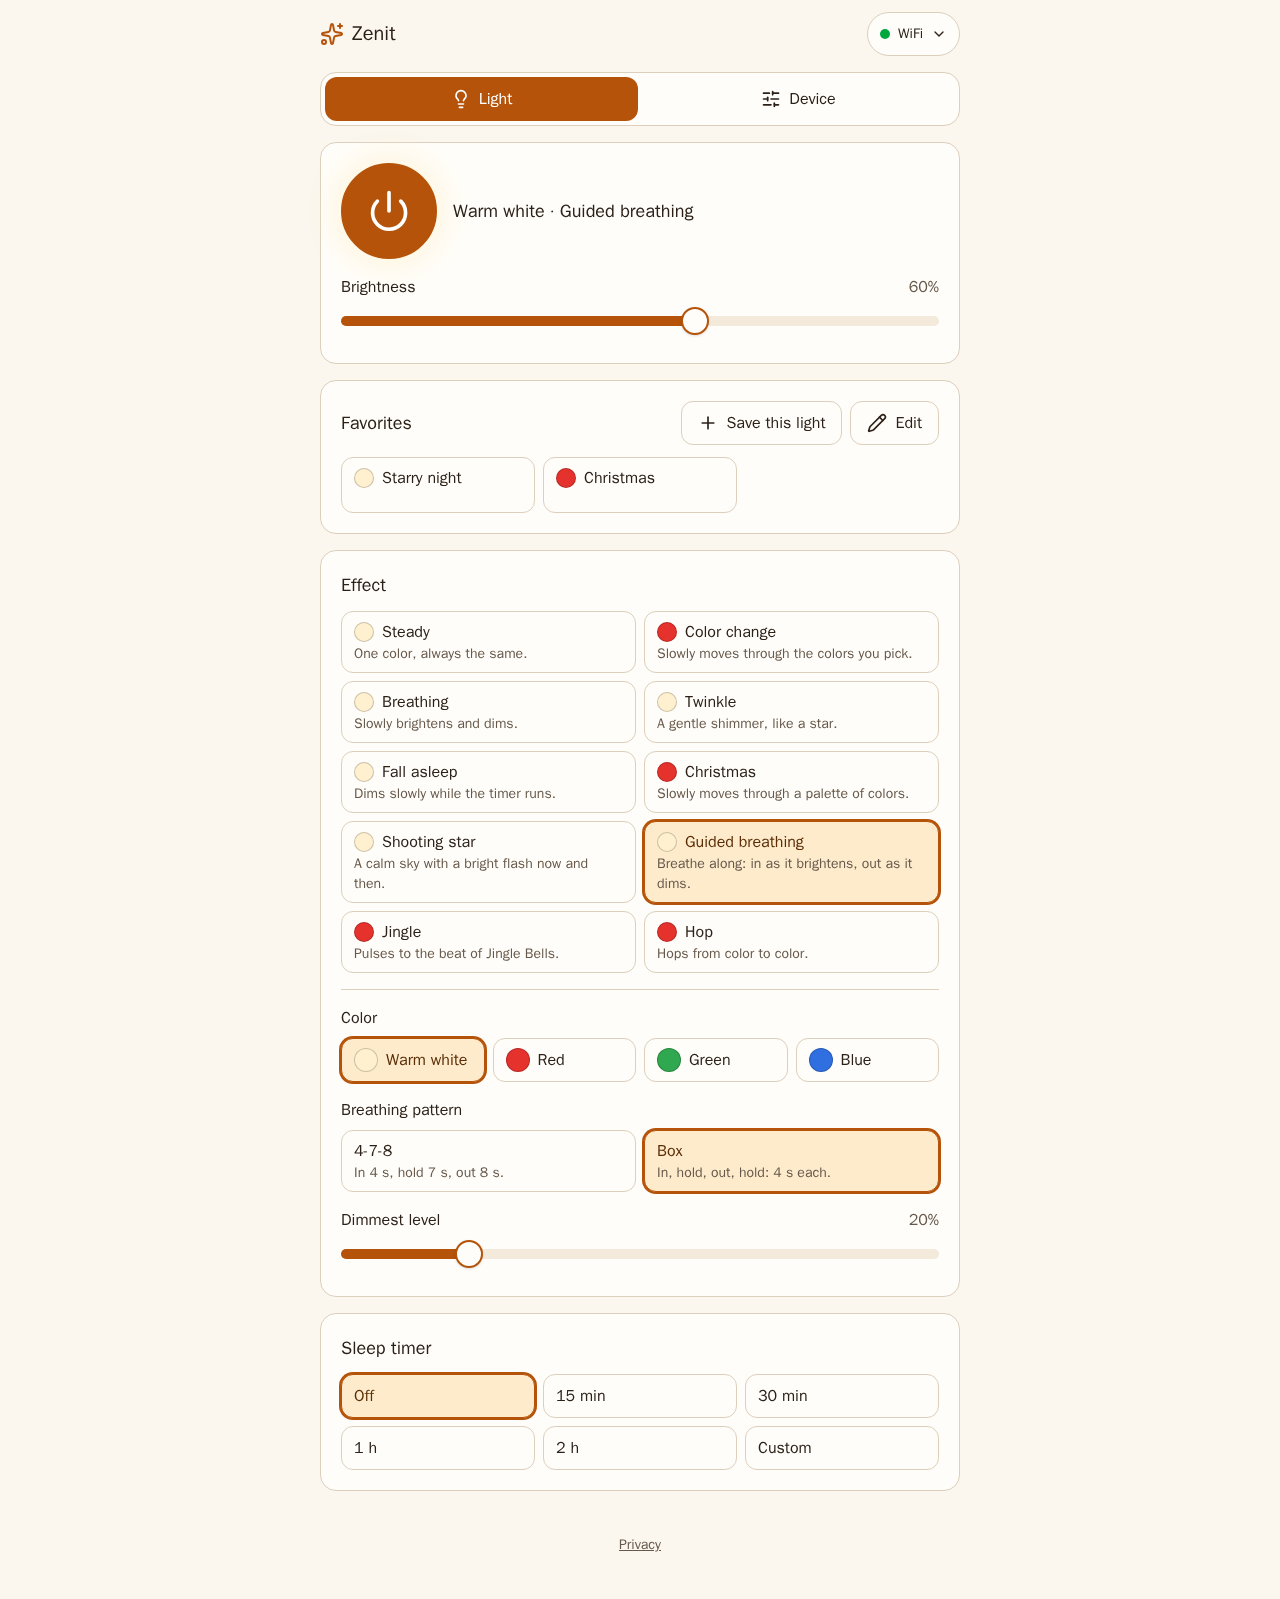 Zenit
WiFi
Light
Device
Warm white · Guided breathing
Brightness
60%
Favorites
Save this light
Edit
Starry night
Christmas
Effect
Steady
One color, always the same.
Color change
Slowly moves through the colors you pick.
Breathing
Slowly brightens and dims.
Twinkle
A gentle shimmer, like a star.
Fall asleep
Dims slowly while the timer runs.
Christmas
Slowly moves through a palette of colors.
Shooting star
A calm sky with a bright flash now and
then.
Guided breathing
Breathe along: in as it brightens, out as it
dims.
Jingle
Pulses to the beat of Jingle Bells.
Hop
Hops from color to color.
Color
Warm white
Red
Green
Blue
Breathing pattern
4-7-8
In 4 s, hold 7 s, out 8 s.
Box
In, hold, out, hold: 4 s each.
Dimmest level
20%
Sleep timer
Off
15 min
30 min
1 h
2 h
Custom
Privacy